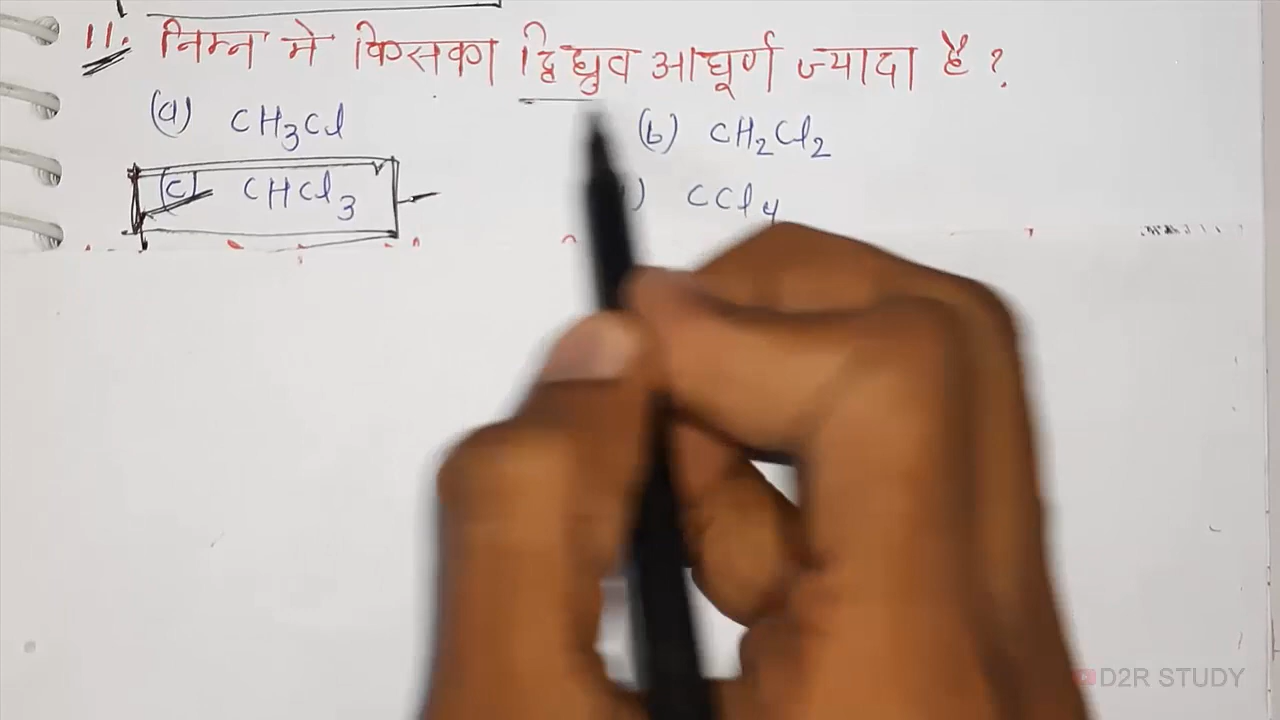 11. निम्न मे किसका द्विध्रुव आघूर्ण ज्यादा है ?
(a) CH3Cl (b) CH2Cl2
(c) CHCl3 ) CCl4
D2R STUDY